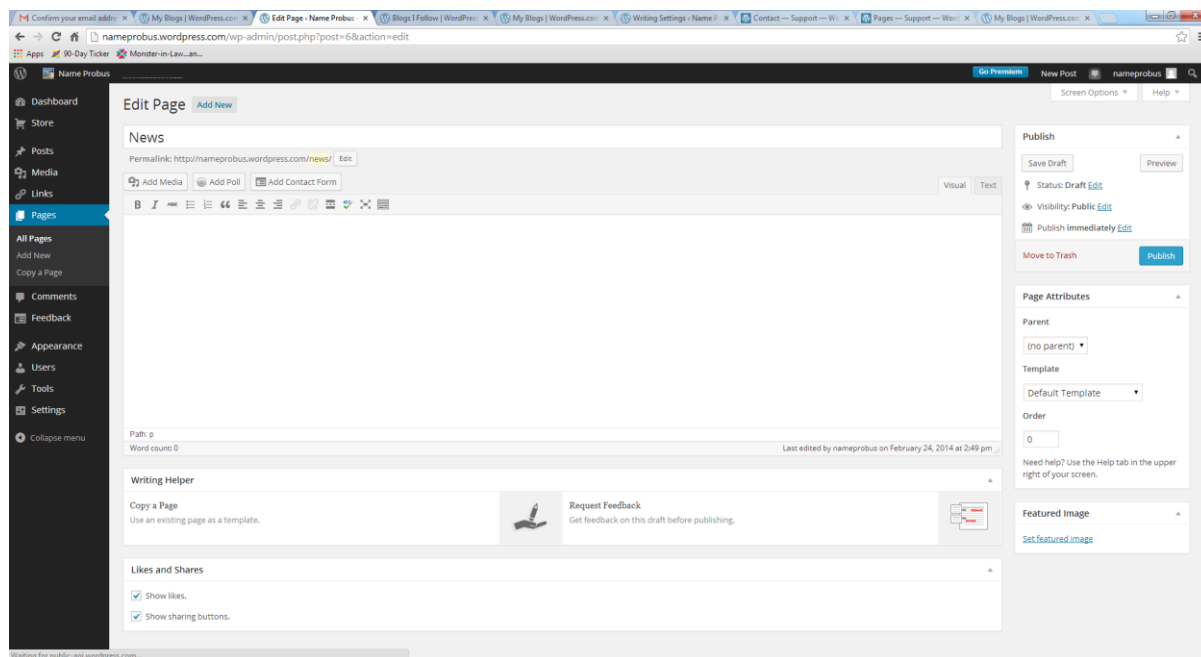 Confirm your email addre
My Blogs | WordPress.com
Edit Page ‹ Name Probus
Blogs I Follow | WordPress
My Blogs | WordPress.com
Writing Settings ‹ Name P
Contact — Support — Wo
Pages — Support — Word
My Blogs | WordPress.com
nameprobus.wordpress.com/wp-admin/post.php?post=6&action=edit
Apps 90-Day Ticker Monster-in-Law...an...
Name Probus
Go Premium New Post nameprobus
Dashboard
Store
Posts
Media
Links
Pages
All Pages
Add New
Copy a Page
Comments
Feedback
Appearance
Users
Tools
Settings
Collapse menu
Screen Options Help
Edit Page Add New
News
Permalink: http://nameprobus.wordpress.com/news/ Edit
Add Media Add Poll Add Contact Form
Visual Text
B I ABC
Path: p
Word count: 0 Last edited by nameprobus on February 24, 2014 at 2:49 pm
Writing Helper
Copy a Page
Use an existing page as a template.
Request Feedback
Get feedback on this draft before publishing.
Likes and Shares
Show likes.
Show sharing buttons.
Publish
Save Draft Preview
Status: Draft Edit
Visibility: Public Edit
Publish immediately Edit
Move to Trash Publish
Page Attributes
Parent
(no parent)
Template
Default Template
Order
0
Need help? Use the Help tab in the upper
right of your screen.
Featured Image
Set featured image
Waiting for public-api.wordpress.com...